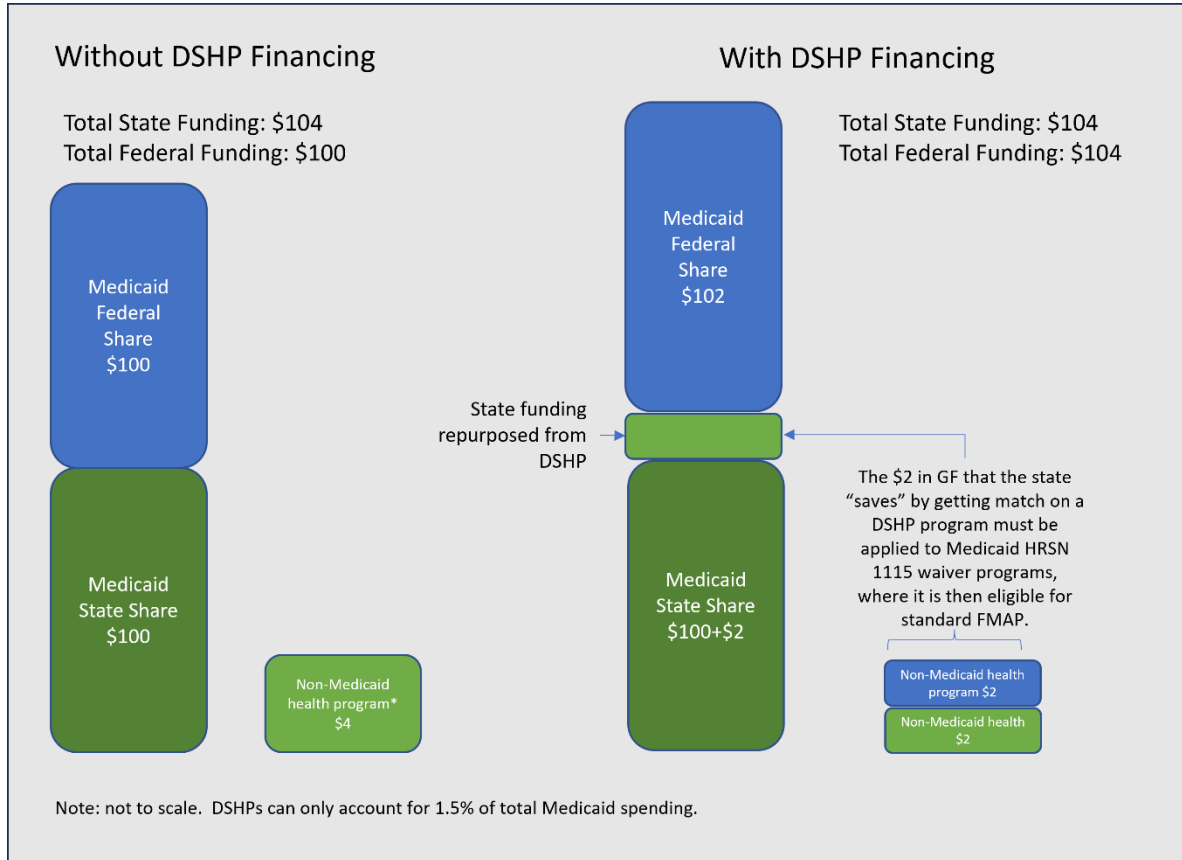 Without DSHP Financing
Total State Funding: $104
Total Federal Funding: $100
Medicaid
Federal
Share
$100
Medicaid
State Share
$100
Non-Medicaid
health program*
$4
With DSHP Financing
Total State Funding: $104
Total Federal Funding: $104
Medicaid
Federal
Share
$102
State funding
repurposed from
DSHP
Medicaid
State Share
$100+$2
The $2 in GF that the state
“saves” by getting match on a
DSHP program must be
applied to Medicaid HRSN
1115 waiver programs,
where it is then eligible for
standard FMAP.
Non-Medicaid health
program $2
Non-Medicaid health
$2
Note: not to scale.  DSHPs can only account for 1.5% of total Medicaid spending.